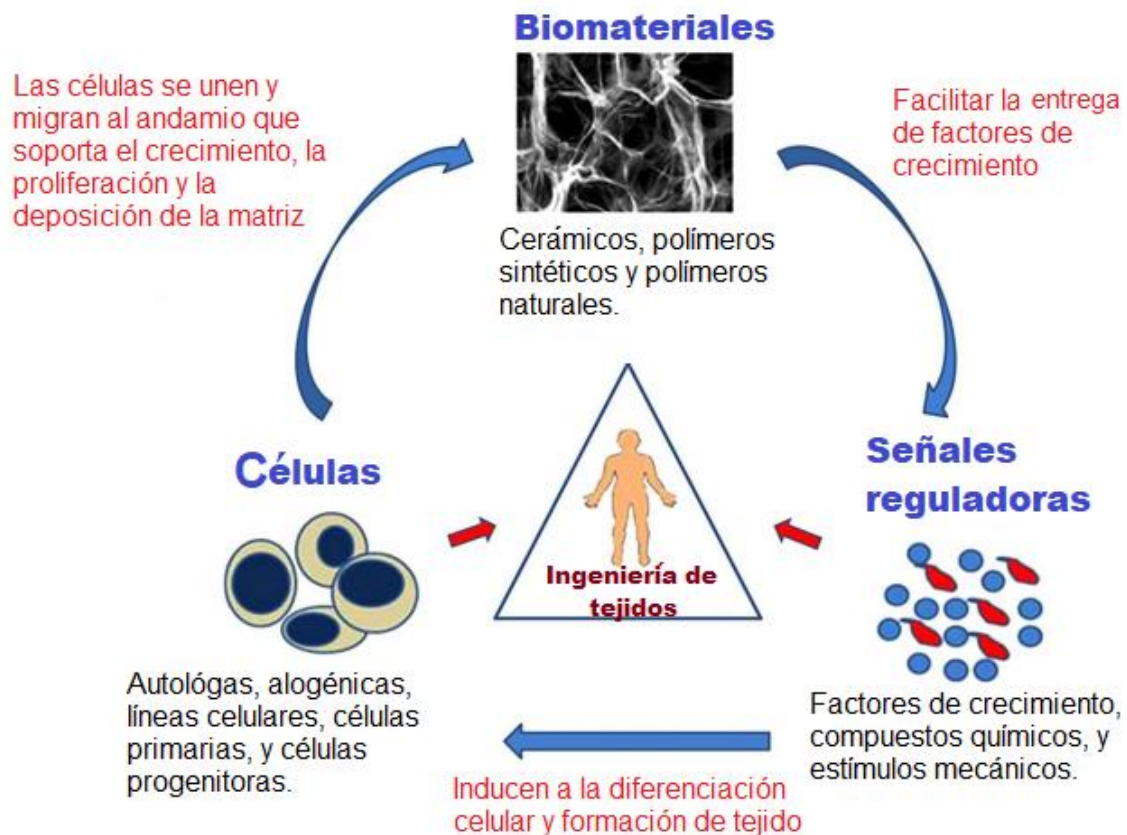 Biomateriales
Las células se unen y
migran al andamio que
soporta el crecimiento, la
proliferación y la
deposición de la matriz
Facilitar la entrega
de factores de
crecimiento
Cerámicos, polímeros
sintéticos y polímeros
naturales.
Células
Señales
reguladoras
Ingeniería de
tejidos
Autológas, alogénicas,
líneas celulares, células
primarias, y células
progenitoras.
Factores de crecimiento,
compuestos químicos, y
estímulos mecánicos.
Inducen a la diferenciación
celular y formación de tejido